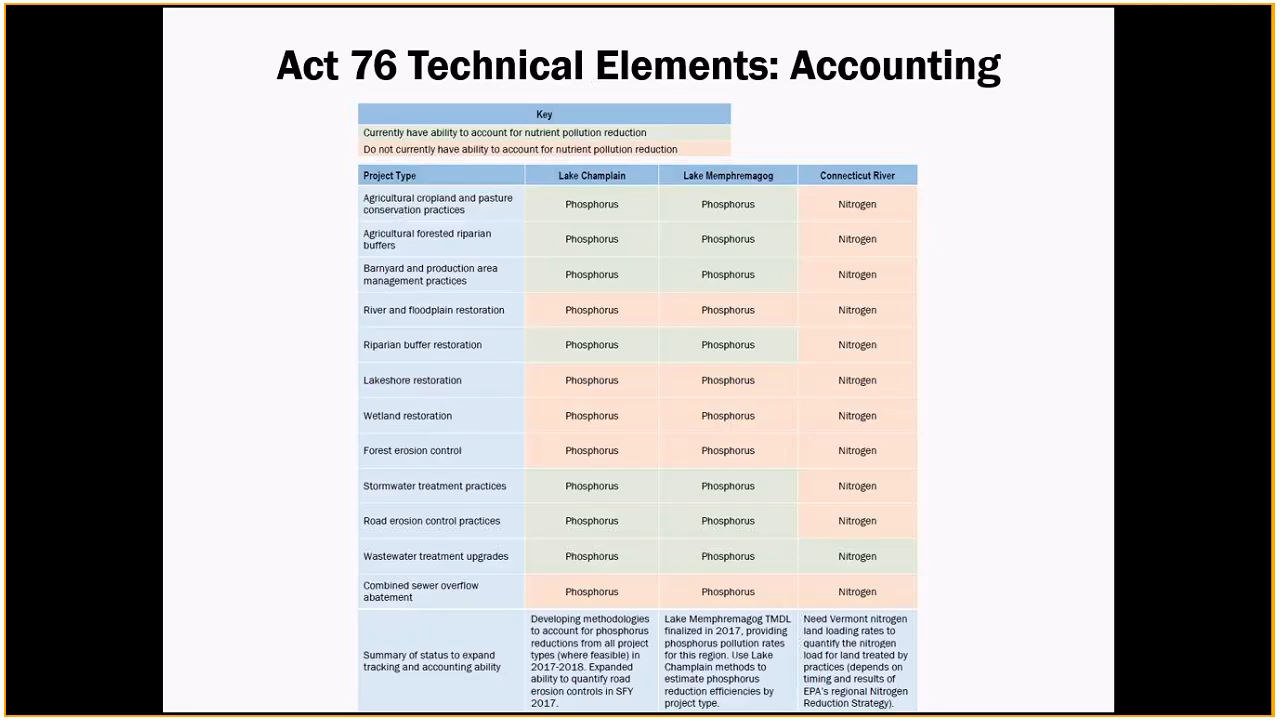 Act 76 Technical Elements: Accounting
Key
Currently have ability to account for nutrient pollution reduction
Do not currently have ability to account for nutrient pollution reduction
Project Type Lake Champlain Lake Memphremagog Connecticut River
Agricultural cropland and pasture
conservation practices
Phosphorus Phosphorus Nitrogen
Agricultural forested riparian
buffers
Phosphorus Phosphorus Nitrogen
Barnyard and production area
management practices
Phosphorus Phosphorus Nitrogen
River and floodplain restoration Phosphorus Phosphorus Nitrogen
Riparian buffer restoration Phosphorus Phosphorus Nitrogen
Lakeshore restoration Phosphorus Phosphorus Nitrogen
Wetland restoration Phosphorus Phosphorus Nitrogen
Forest erosion control Phosphorus Phosphorus Nitrogen
Stormwater treatment practices Phosphorus Phosphorus Nitrogen
Road erosion control practices Phosphorus Phosphorus Nitrogen
Wastewater treatment upgrades Phosphorus Phosphorus Nitrogen
Combined sewer overflow
abatement
Phosphorus Phosphorus Nitrogen
Summary of status to expand
tracking and accounting ability
Developing methodologies
to account for phosphorus
reductions from all project
types (where feasible) in
2017-2018. Expanded
ability to quantify road
erosion controls in SFY
2017.
Lake Memphremagog TMDL
finalized in 2017, providing
phosphorus pollution rates
for this region. Use Lake
Champlain methods to
estimate phosphorus
reduction efficiencies by
project type.
Need Vermont nitrogen
land loading rates to
quantify the nitrogen
load for land treated by
practices (depends on
timing and results of
EPA's regional Nitrogen
Reduction Strategy).